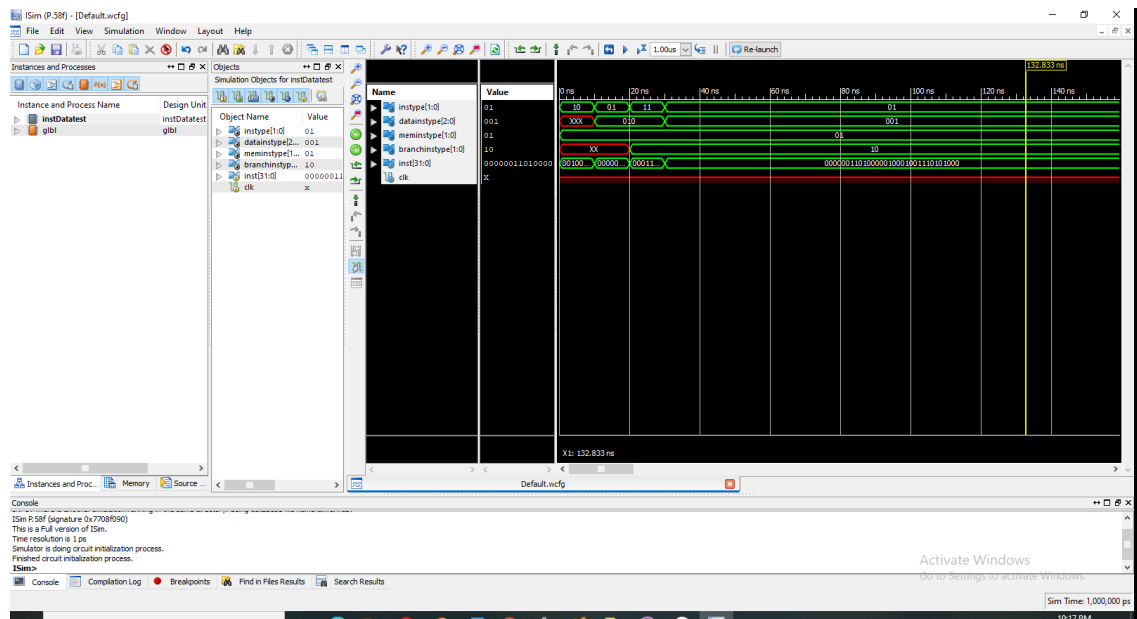 ISim (P.58f) - [Default.wcfg]
File Edit View Simulation Window Layout Help
1.00us Re-launch
Instances and Processes
Instance and Process Name Design Unit
instDatatest instDatatest
glbl glbl
Objects
Simulation Objects for instDatatest
Object Name Value
instype[1:0] 01
datainstype[2... 001
meminstype[1... 01
branchinstyp... 10
inst[31:0] 00000011
clk x
Name Value
instype[1:0] 01
datainstype[2:0] 001
meminstype[1:0] 01
branchinstype[1:0] 10
inst[31:0] 00000011010000
clk x
132.833 ns
0 ns 20 ns 40 ns 60 ns 80 ns 100 ns 120 ns 140 ns
10 01 11 01
XXX 010 001
01
XX 10
00100... 00000... 00011... 00000011010000010001001110101000
X1: 132.833 ns
Instances and Proc... Memory Source ...
Default.wcfg
Console
ISim P.58f (signature 0x7708f090)
This is a Full version of ISim.
Time resolution is 1 ps
Simulator is doing circuit initialization process.
Finished circuit initialization process.
ISim>
Activate Windows
Go to Settings to activate Windows.
Console Compilation Log Breakpoints Find in Files Results Search Results
Sim Time: 1,000,000 ps
10:17 PM